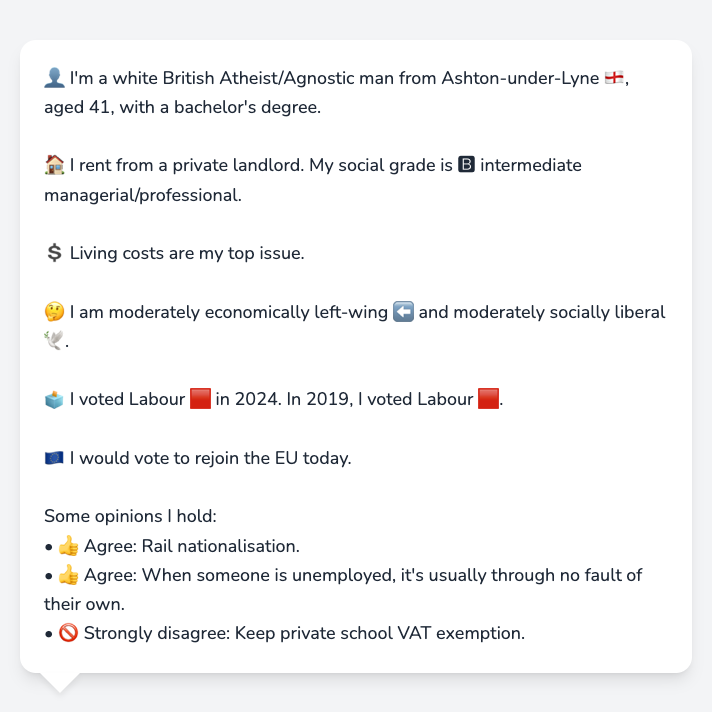 👤 I'm a white British Atheist/Agnostic man from Ashton-under-Lyne 🏴󠁧󠁢󠁥󠁮󠁧󠁿,
aged 41, with a bachelor's degree.
🏠 I rent from a private landlord. My social grade is 🅱 intermediate
managerial/professional.
💲 Living costs are my top issue.
🤔 I am moderately economically left-wing ⬅️ and moderately socially liberal
🕊️.
🗳️ I voted Labour 🟥 in 2024. In 2019, I voted Labour 🟥.
🇪🇺 I would vote to rejoin the EU today.
Some opinions I hold:
• 👍 Agree: Rail nationalisation.
• 👍 Agree: When someone is unemployed, it's usually through no fault of
their own.
• 🚫 Strongly disagree: Keep private school VAT exemption.